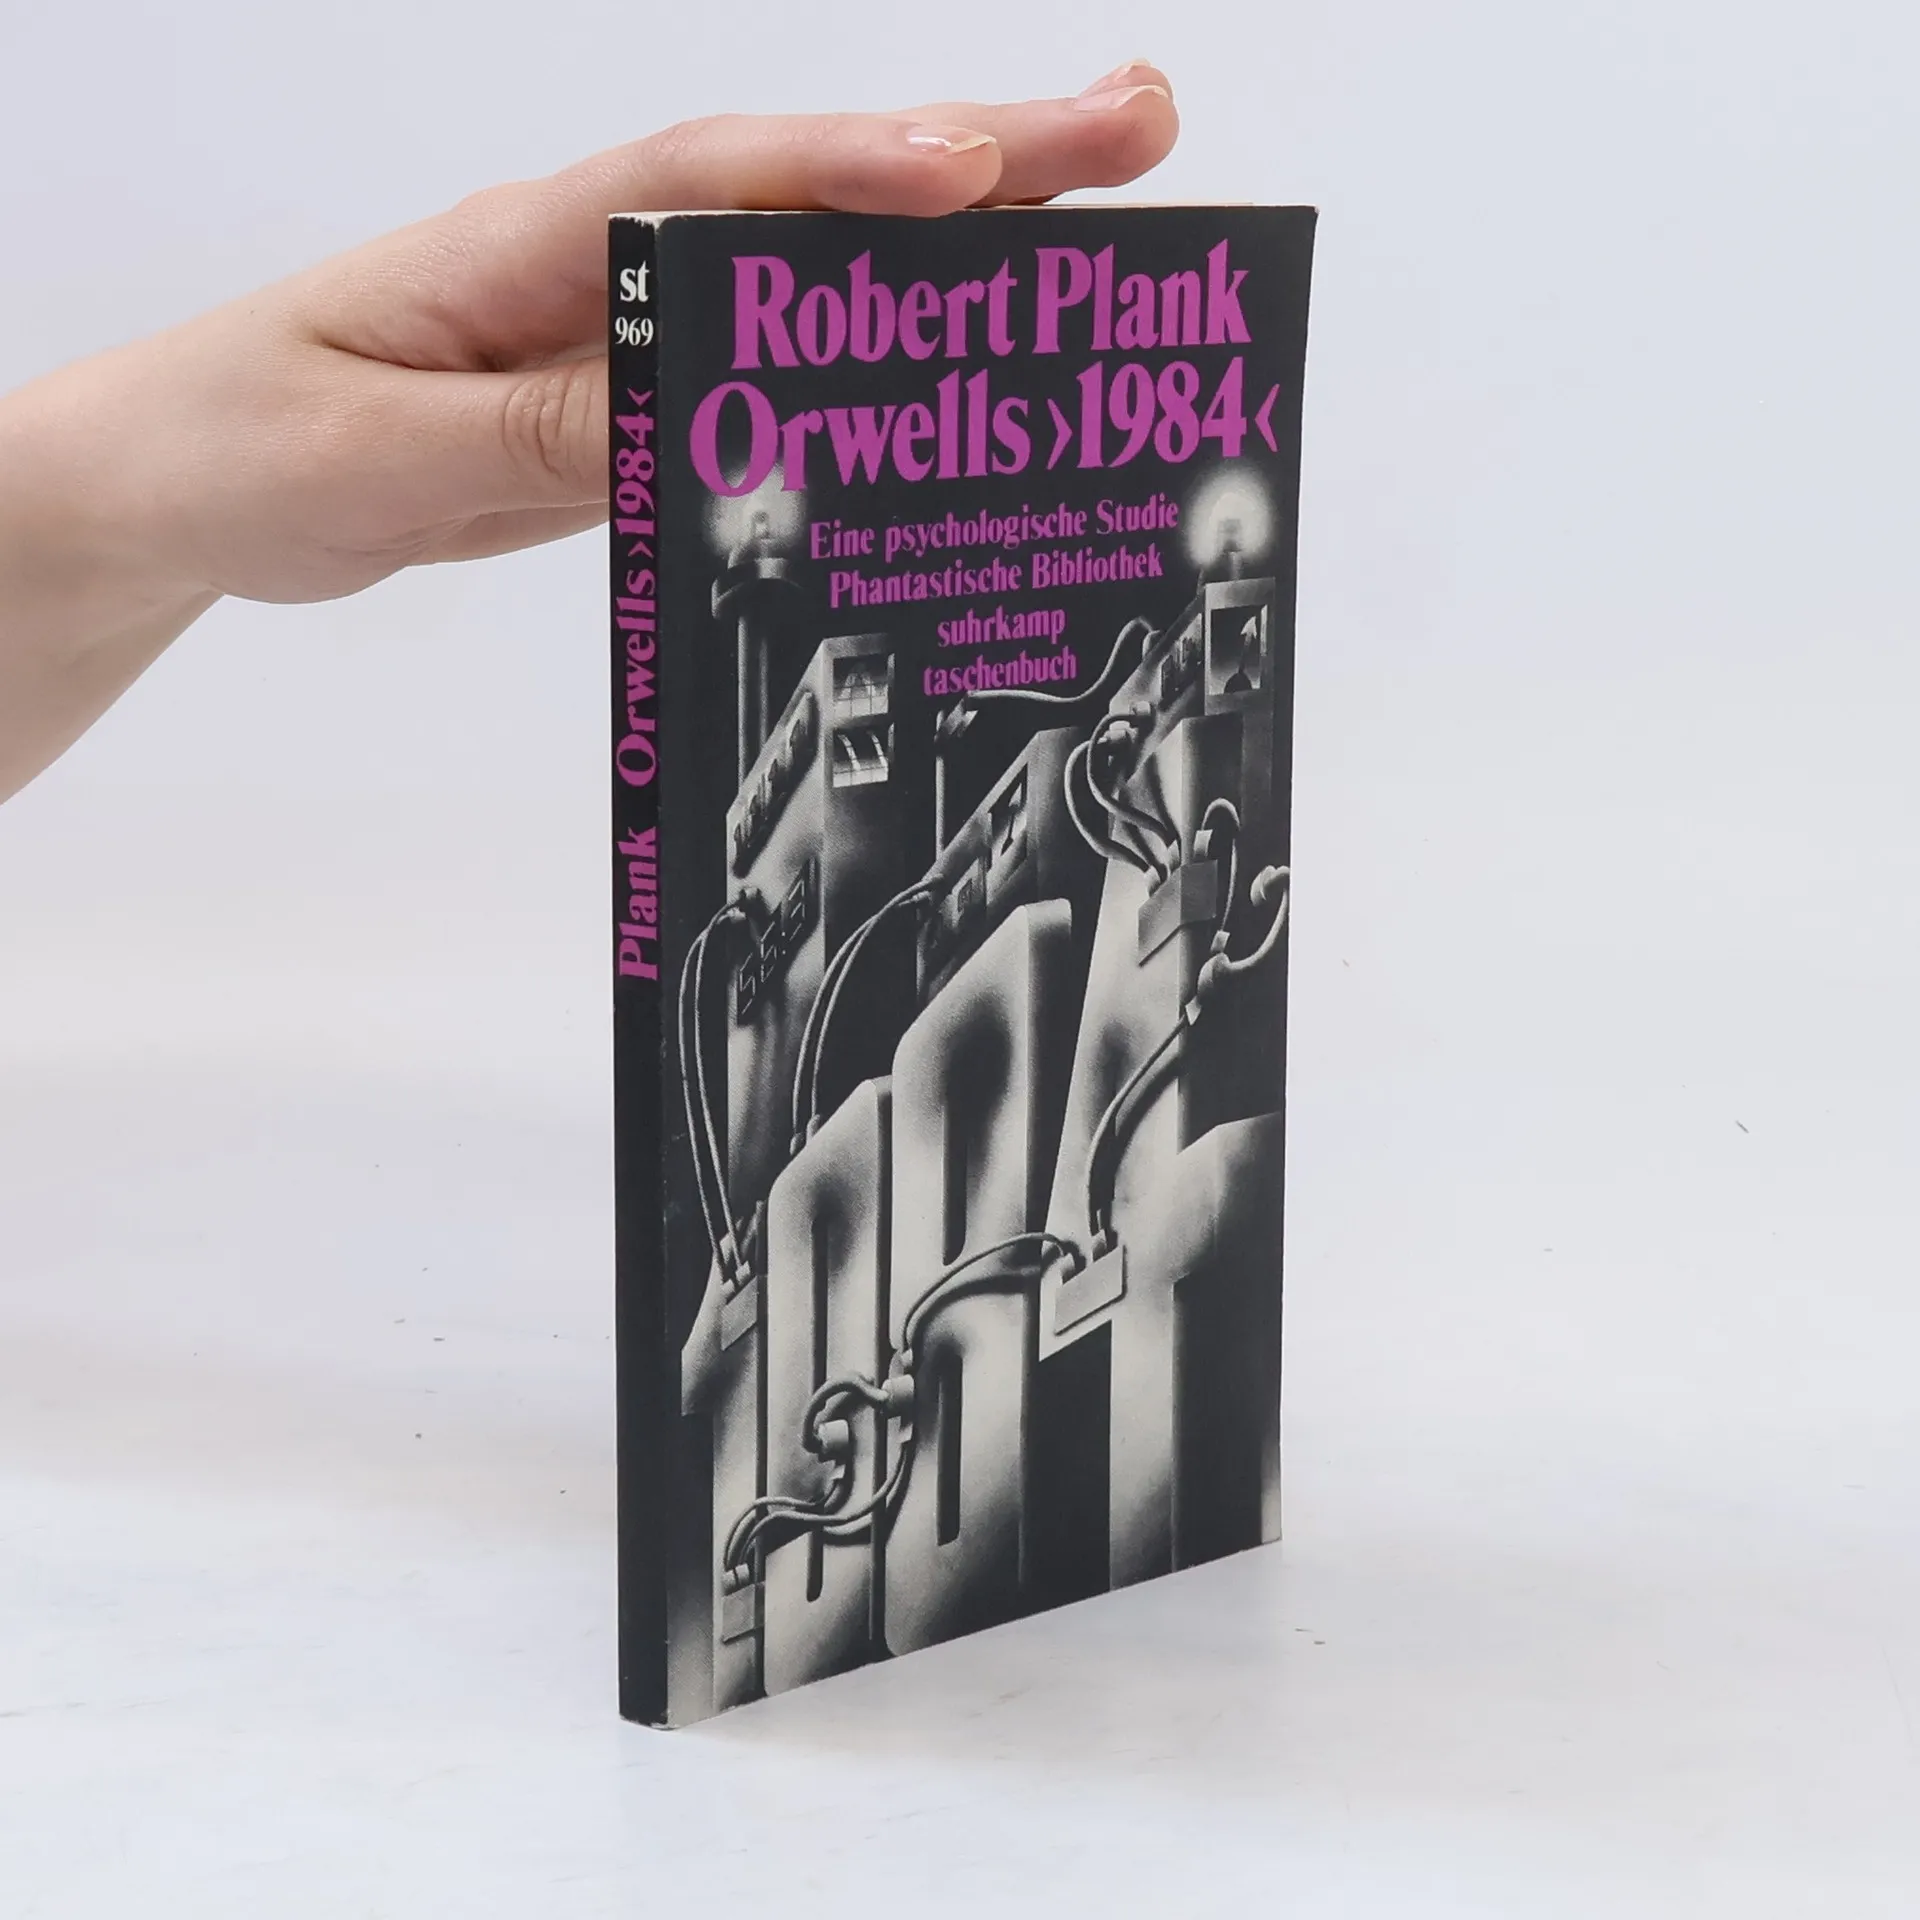 st
969
Plank Orwells ›1984‹
Robert Plank
Orwells ›1984‹
Eine psychologische Studie
Phantastische Bibliothek
suhrkamp
taschenbuch